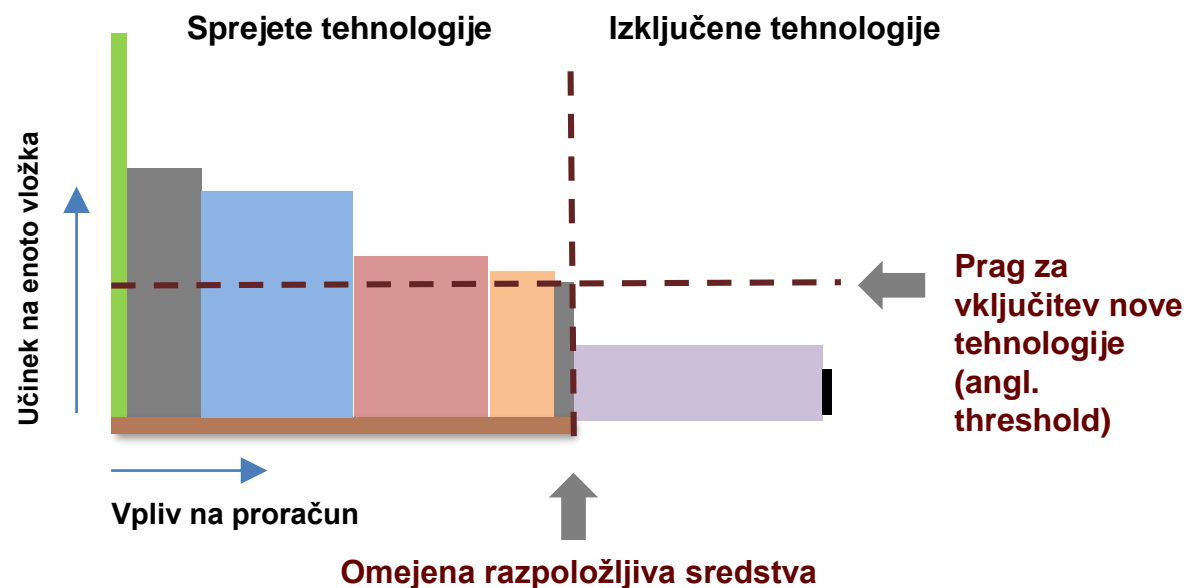 Sprejete tehnologije
Izključene tehnologije
Učinek na enoto vložka
Prag za
vključitev nove
tehnologije
(angl.
threshold)
Vpliv na proračun
Omejena razpoložljiva sredstva